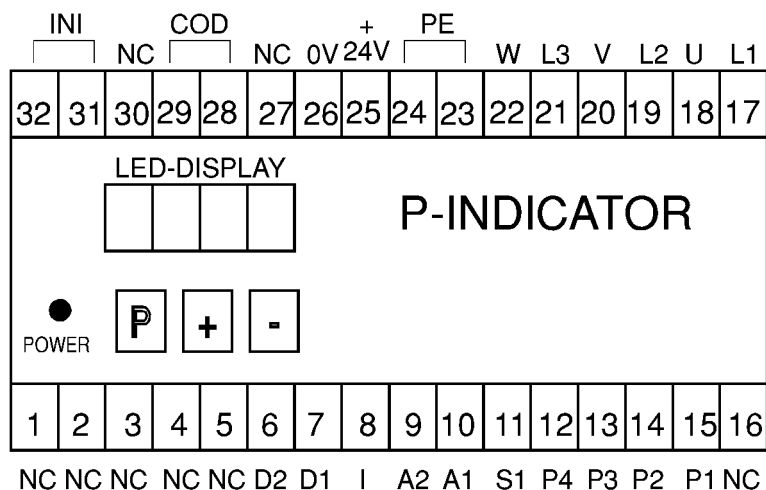 INI COD + PE
NC NC 0V 24V W L3 V L2 U L1
32 31 30 29 28 27 26 25 24 23 22 21 20 19 18 17
LED-DISPLAY
P-INDICATOR
P + -
POWER
1 2 3 4 5 6 7 8 9 10 11 12 13 14 15 16
NC NC NC NC NC D2 D1 I A2 A1 S1 P4 P3 P2 P1 NC